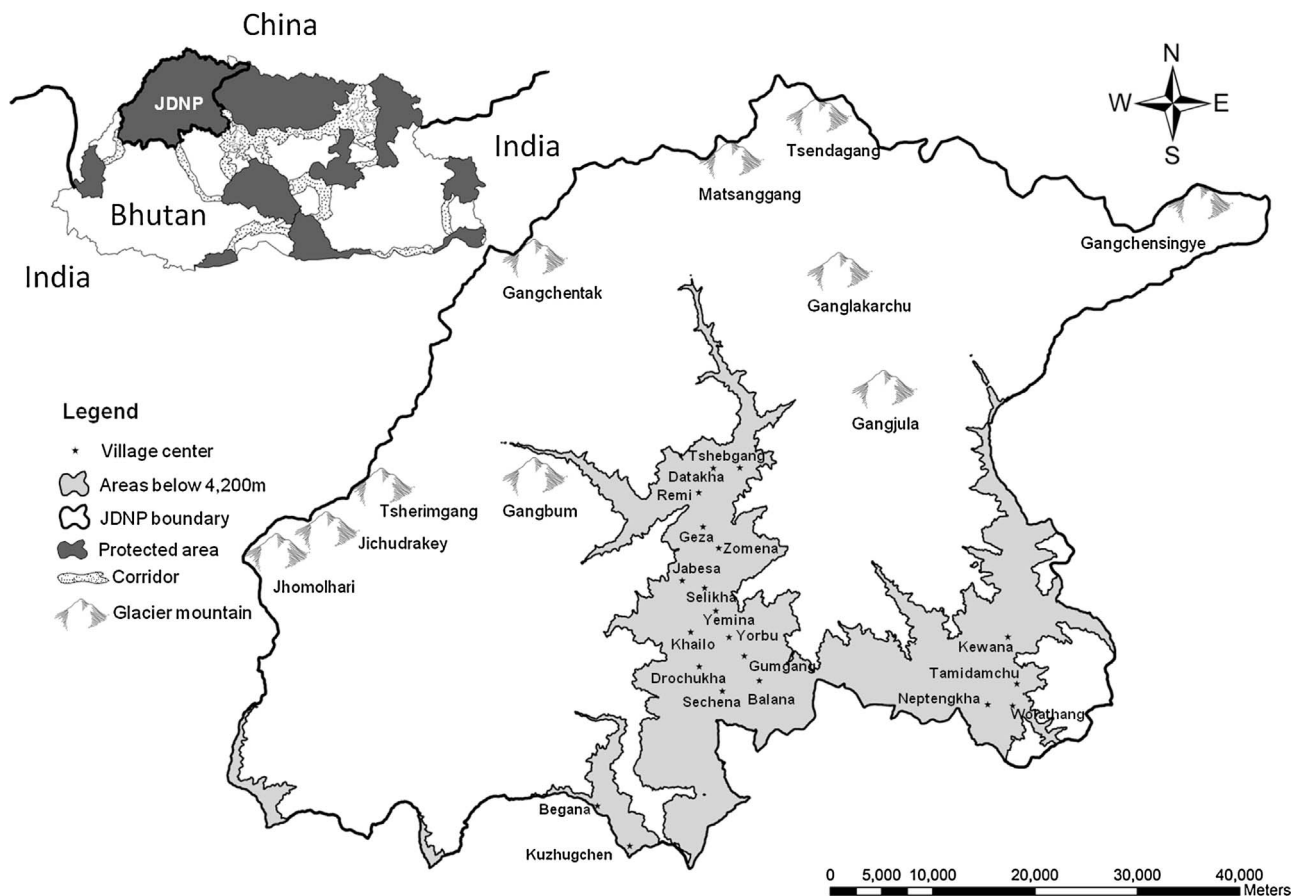 China
JDNP
India
Bhutan
India
N
W E
S
Tsendagang
Matsanggang
Gangchensingye
Gangchentak
Ganglakarchu
Gangjula
Legend
Village center
Areas below 4,200m
JDNP boundary
Protected area
Corridor
Glacier mountain
Tsherimgang
Gangbum
Jichudrakey
Jhomolhari
Tshebgang
Datakha
Remi
Geza
Zomena
Jabesa
Selikha
Yemina
Khailo
Yorbu
Gumgang
Drochukha
Sechena
Balana
Kewana
Tamidamchu
Neptengkha
Wolathang
Begana
Kuzhugchen
0 5,000 10,000 20,000 30,000 40,000
Meters